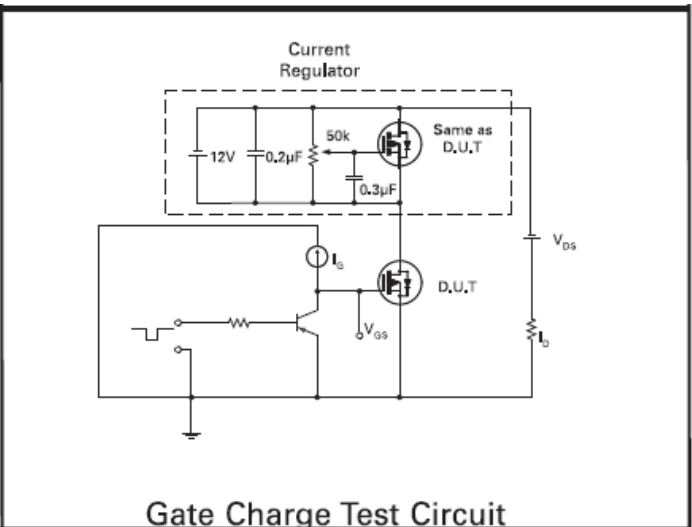 Current
Regulator
50k
Same as
D.U.T
12V
0.2µF
0.3µF
V_DS
I_G
D.U.T
V_GS
I_D
Gate Charge Test Circuit